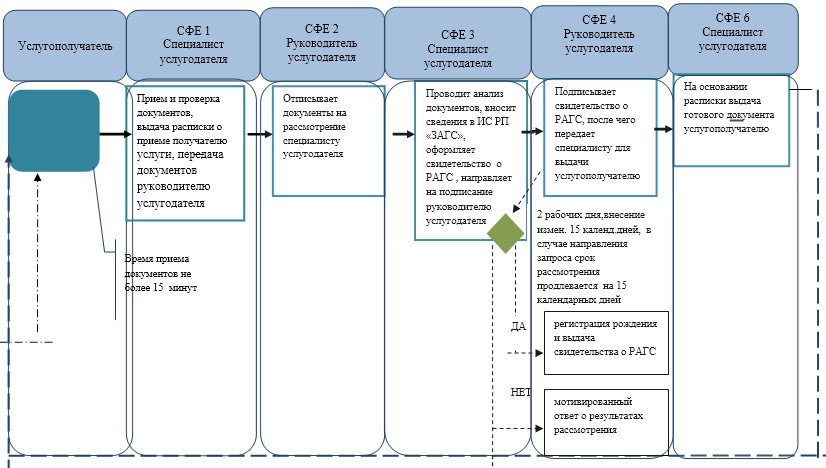 Услугополучатель
СФЕ 1
Специалист
услугодателя
СФЕ 2
Руководитель
услугодателя
СФЕ 3
Специалист
услугодателя
СФЕ 4
Руководитель
услугодателя
СФЕ 6
Специалист
услугодателя
Прием и проверка
документов,
выдача расписки о
приеме получателю
услуги, передача
документов
руководителю
услугодателя
Отписывает
документы на
рассмотрение
специалисту
услугодателя
Проводит анализ
документов, вносит
сведения в ИС РП
«ЗАГС»,
оформляет
свидетельство о
РАГС , направляет
на подписание
руководителю
услугодателя
Подписывает
свидетельство о
РАГС, после чего
передает
специалисту для
выдачи
услугополучателю
На основании
расписки выдача
готового документа
услугополучателю
Время приема
документов не
более 15 минут
2 рабочих дня,внесение
измен. 15 календ.дней, в
случае направления
запроса срок
рассмотрения
продлевается на 15
календарных дней
ДА
регистрация рождения
и выдача
свидетельства о РАГС
НЕТ
мотивированный
ответ о результатах
рассмотрения